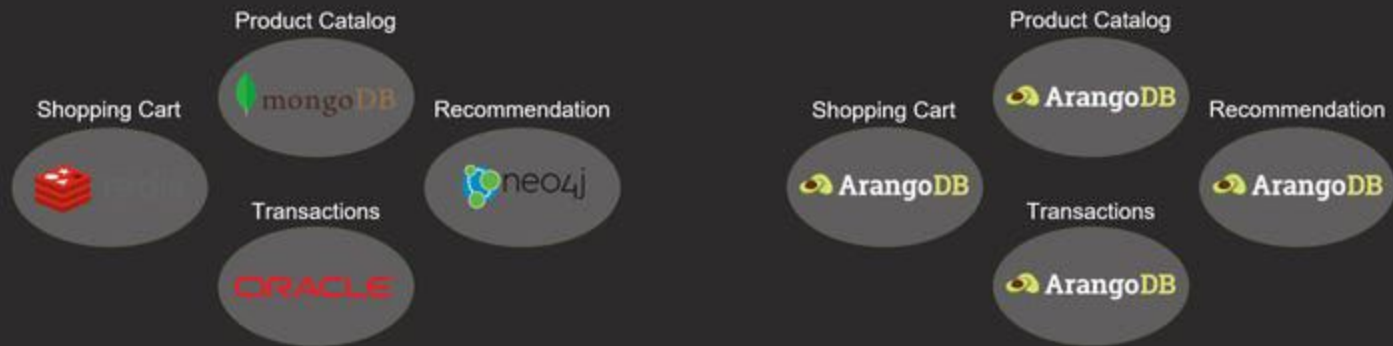 Product Catalog
mongoDB
Shopping Cart
Recommendation
redis
neo4j
Transactions
ORACLE
Product Catalog
ArangoDB
Shopping Cart
Recommendation
ArangoDB
ArangoDB
Transactions
ArangoDB